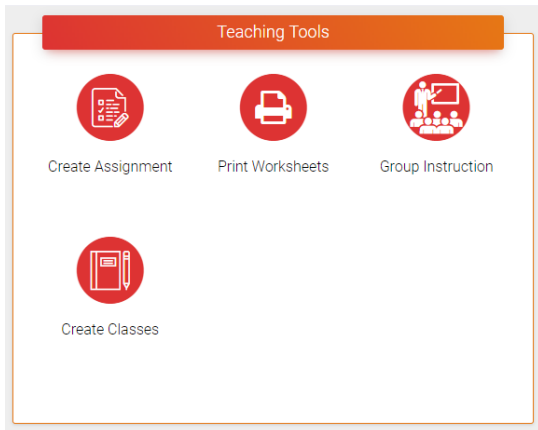 Teaching Tools
Create Assignment
Print Worksheets
Group Instruction
Create Classes